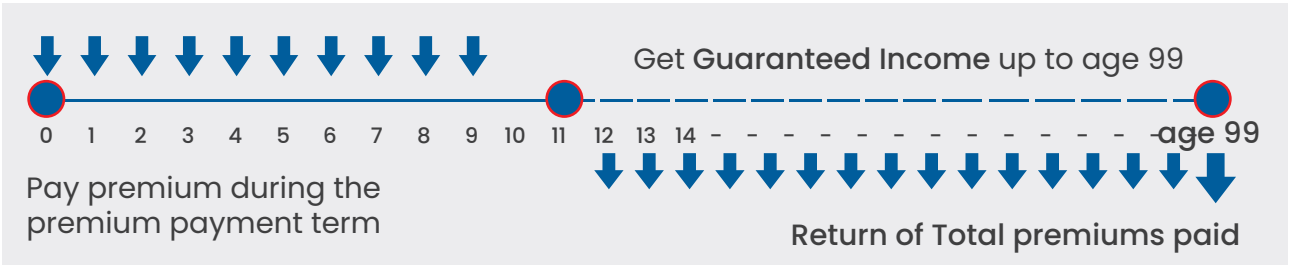 Get Guaranteed Income up to age 99
0 1 2 3 4 5 6 7 8 9 10 11 12 13 14 - - - - - - - - - - - - - - age 99
Pay premium during the
premium payment term
Return of Total premiums paid